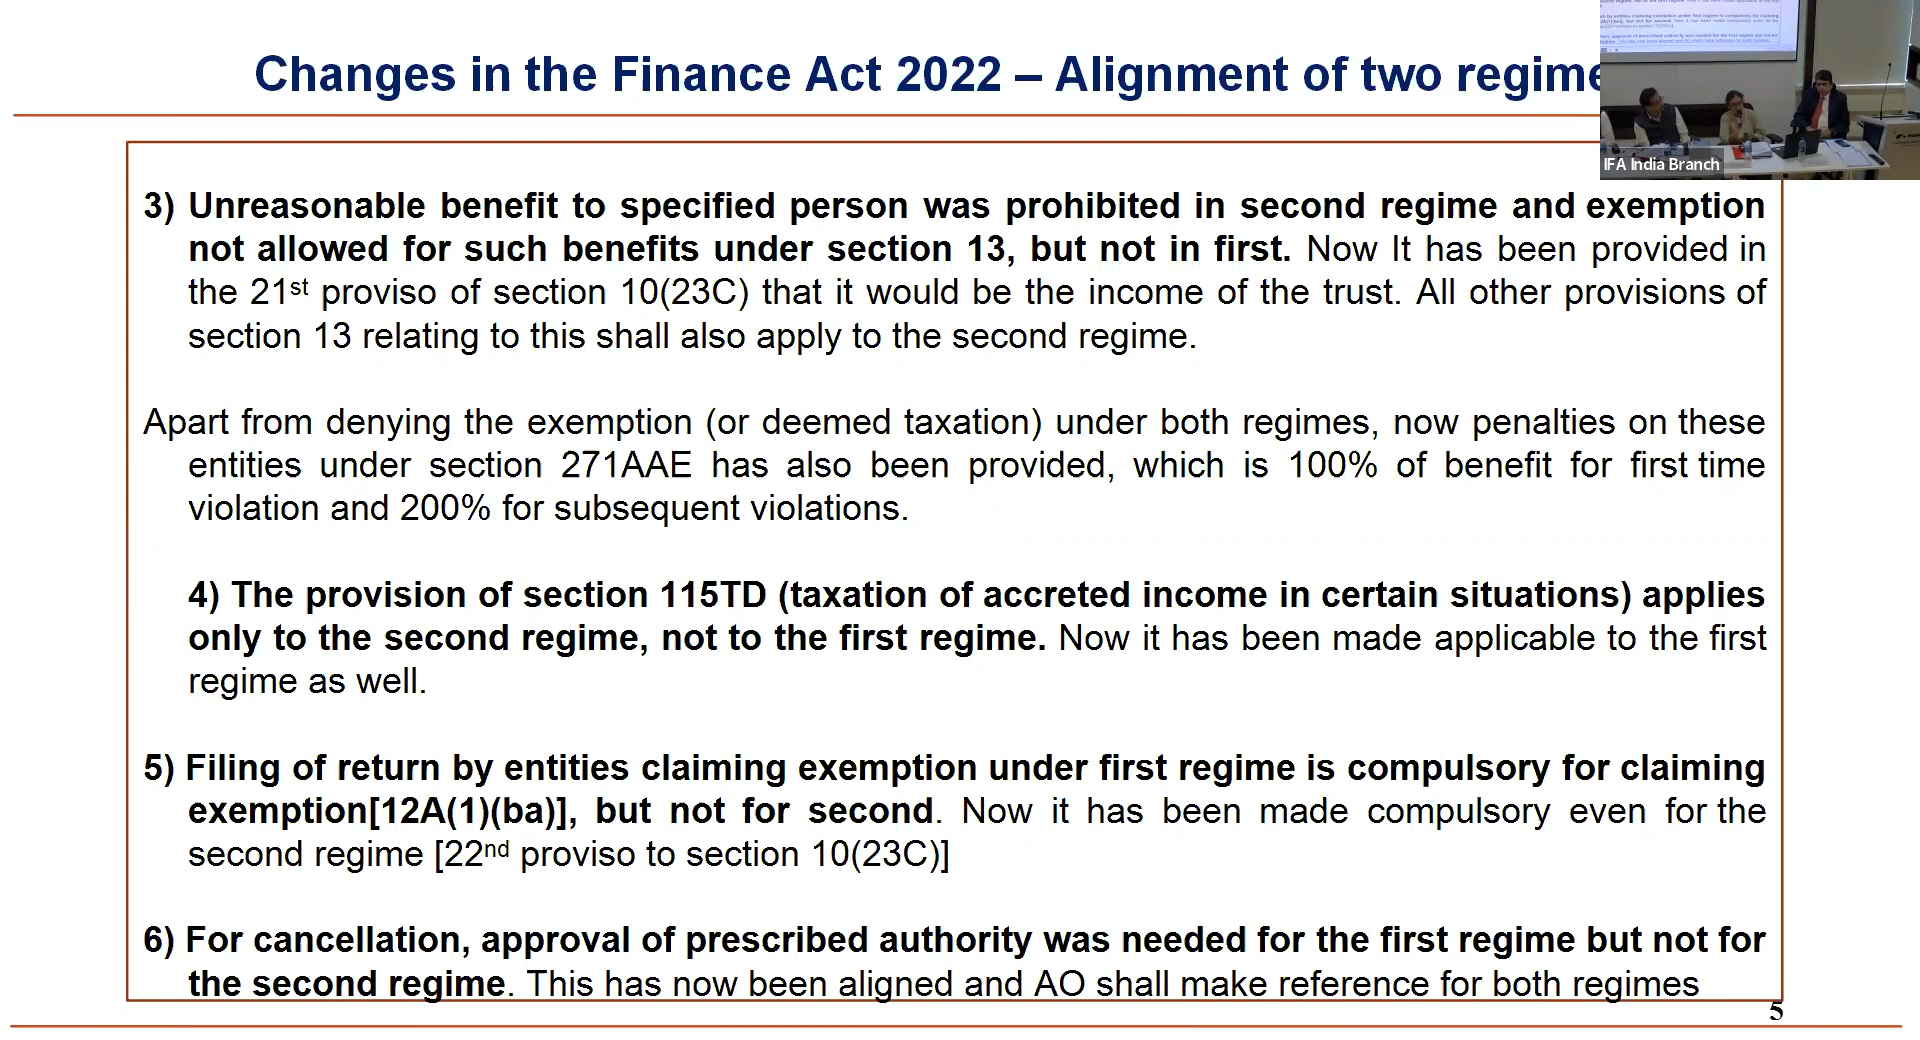 Changes in the Finance Act 2022 – Alignment of two regime
IFA India Branch
3) Unreasonable benefit to specified person was prohibited in second regime and exemption
not allowed for such benefits under section 13, but not in first. Now It has been provided in
the 21st proviso of section 10(23C) that it would be the income of the trust. All other provisions of
section 13 relating to this shall also apply to the second regime.
Apart from denying the exemption (or deemed taxation) under both regimes, now penalties on these
entities under section 271AAE has also been provided, which is 100% of benefit for first time
violation and 200% for subsequent violations.
4) The provision of section 115TD (taxation of accreted income in certain situations) applies
only to the second regime, not to the first regime. Now it has been made applicable to the first
regime as well.
5) Filing of return by entities claiming exemption under first regime is compulsory for claiming
exemption[12A(1)(ba)], but not for second. Now it has been made compulsory even for the
second regime [22nd proviso to section 10(23C)]
6) For cancellation, approval of prescribed authority was needed for the first regime but not for
the second regime. This has now been aligned and AO shall make reference for both regimes
5